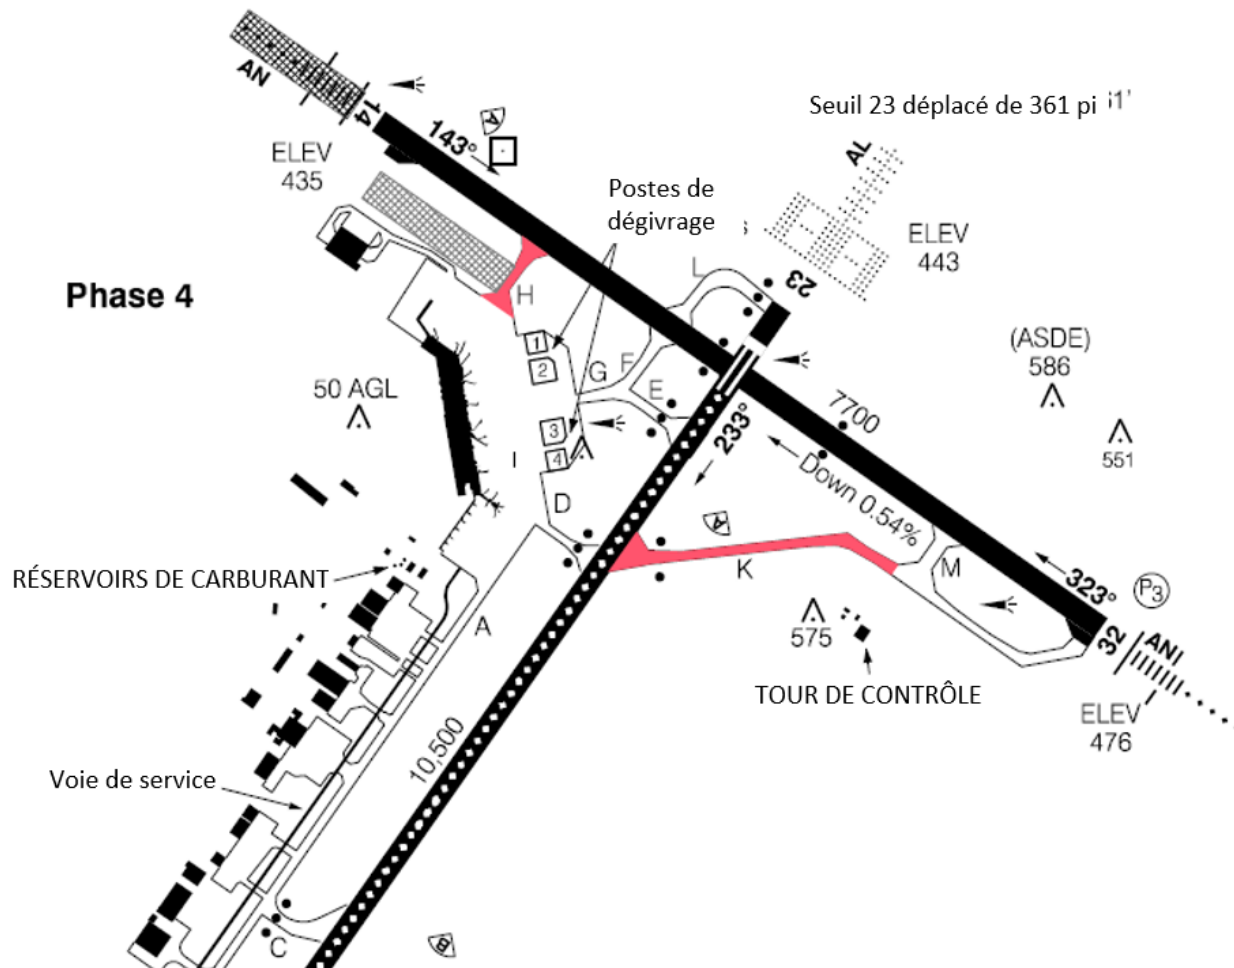 AN
14
143°
A
ELEV
435
Seuil 23 déplacé de 361 pi
AL
Postes de
dégivrage
ELEV
443
23
L
Phase 4
H
1
2
G
F
E
(ASDE)
586
50 AGL
7700
551
3
4
233°
I
Down 0.54%
D
A
RÉSERVOIRS DE CARBURANT
K
M
323°
P3
A
575
32
ANI
TOUR DE CONTRÔLE
ELEV
476
10,500
Voie de service
C
B